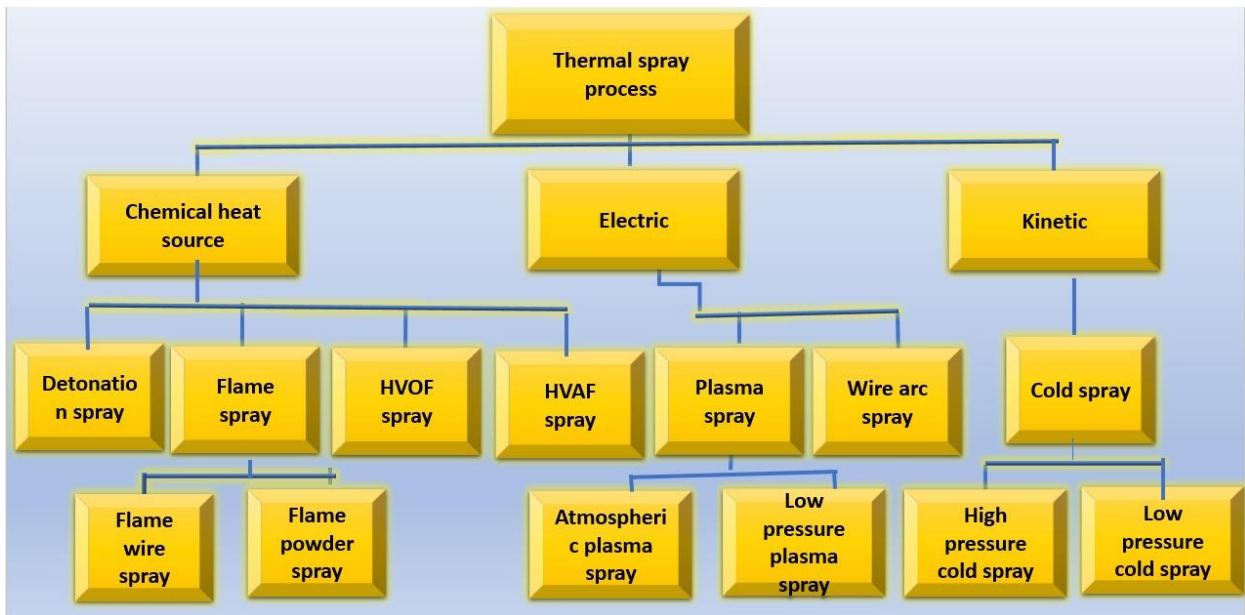 Thermal spray
process
Chemical heat
source
Electric
Kinetic
Detonatio
n spray
Flame
spray
HVOF
spray
HVAF
spray
Plasma
spray
Wire arc
spray
Cold spray
Flame
wire
spray
Flame
powder
spray
Atmospheri
c plasma
spray
Low
pressure
plasma
spray
High
pressure
cold spray
Low
pressure
cold spray